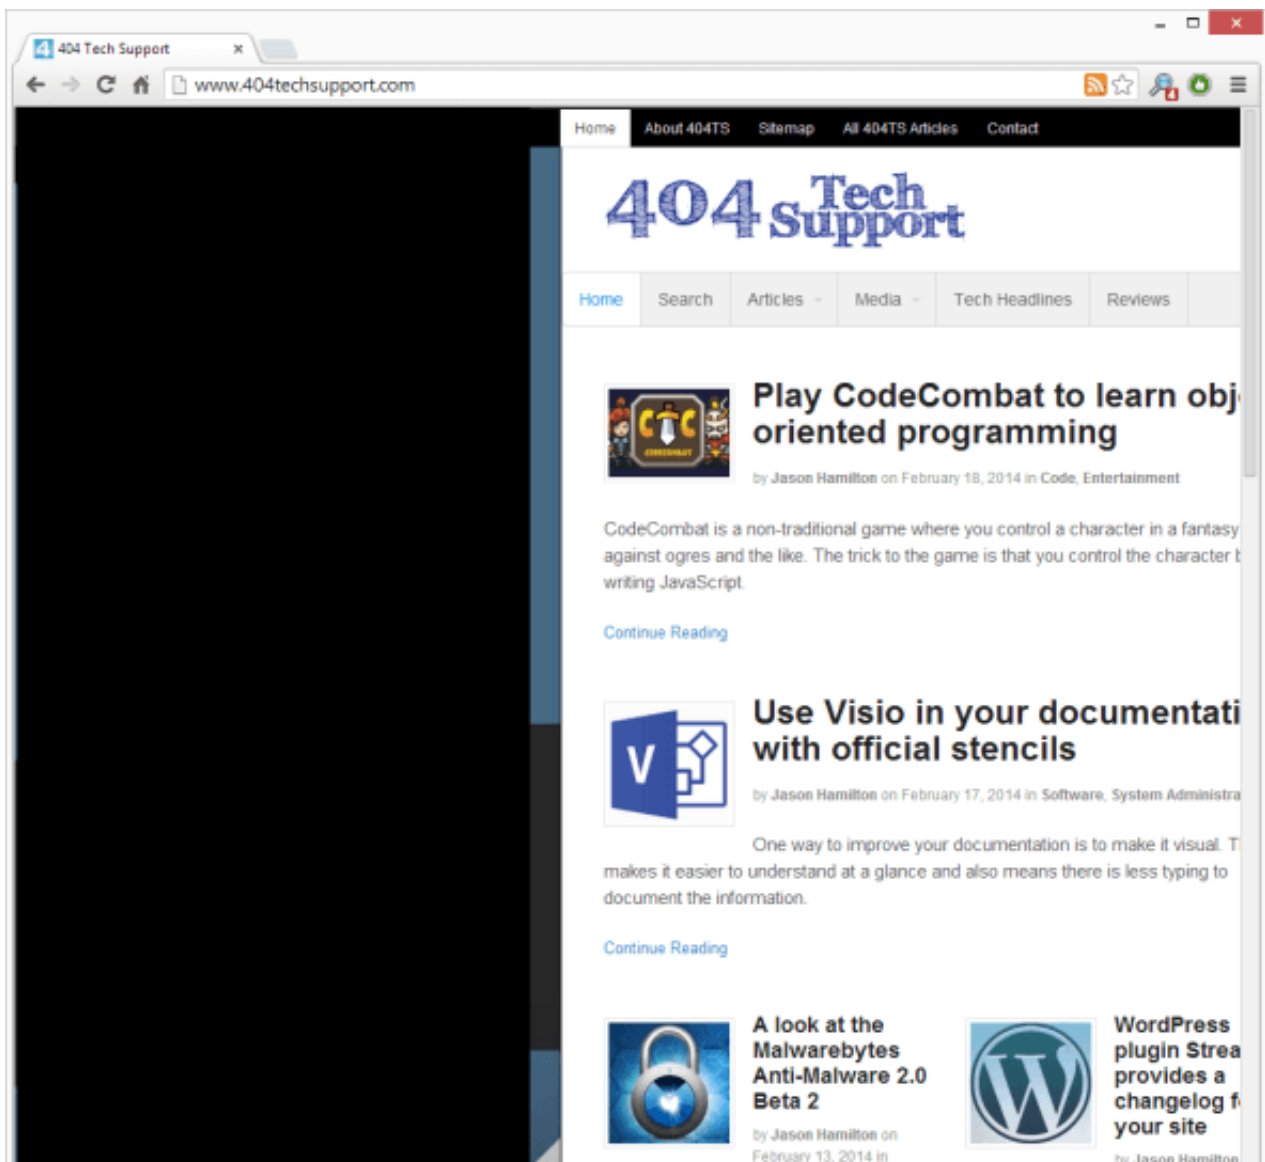 404 Tech Support
www.404techsupport.com
Home About 404TS Sitemap All 404TS Articles Contact
404 Tech Support
Home Search Articles Media Tech Headlines Reviews
Play CodeCombat to learn obj
oriented programming
by Jason Hamilton on February 18, 2014 in Code, Entertainment
CTC
CODECOMBAT
CodeCombat is a non-traditional game where you control a character in a fantasy
against ogres and the like. The trick to the game is that you control the character b
writing JavaScript.
Continue Reading
V
Use Visio in your documentati
with official stencils
by Jason Hamilton on February 17, 2014 in Software, System Administra
One way to improve your documentation is to make it visual. T
makes it easier to understand at a glance and also means there is less typing to
document the information.
Continue Reading
A look at the
Malwarebytes
Anti-Malware 2.0
Beta 2
by Jason Hamilton on
February 13, 2014 in
WordPress
plugin Strea
provides a
changelog f
your site
by Jason Hamilton